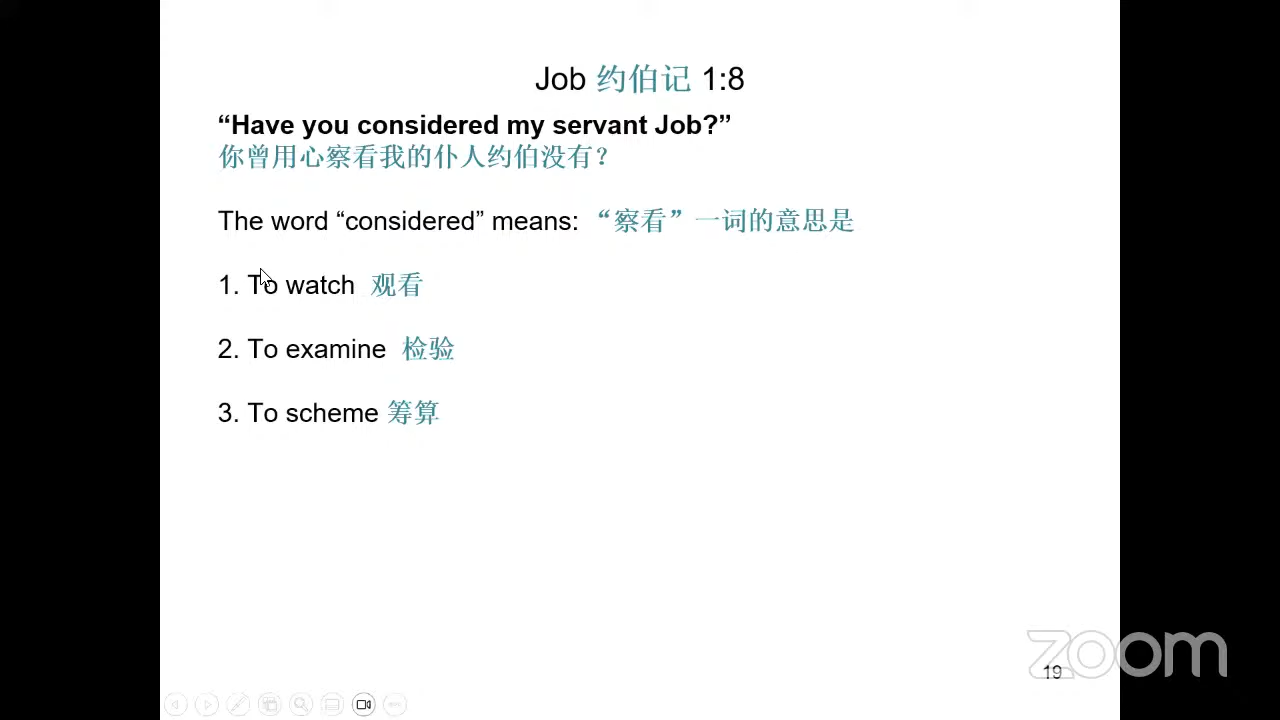 Job 约伯记 1:8
“Have you considered my servant Job?”
你曾用心察看我的仆人约伯没有？
The word “considered” means: “察看”一词的意思是
1. To watch 观看
2. To examine 检验
3. To scheme 筹算
zoom
19